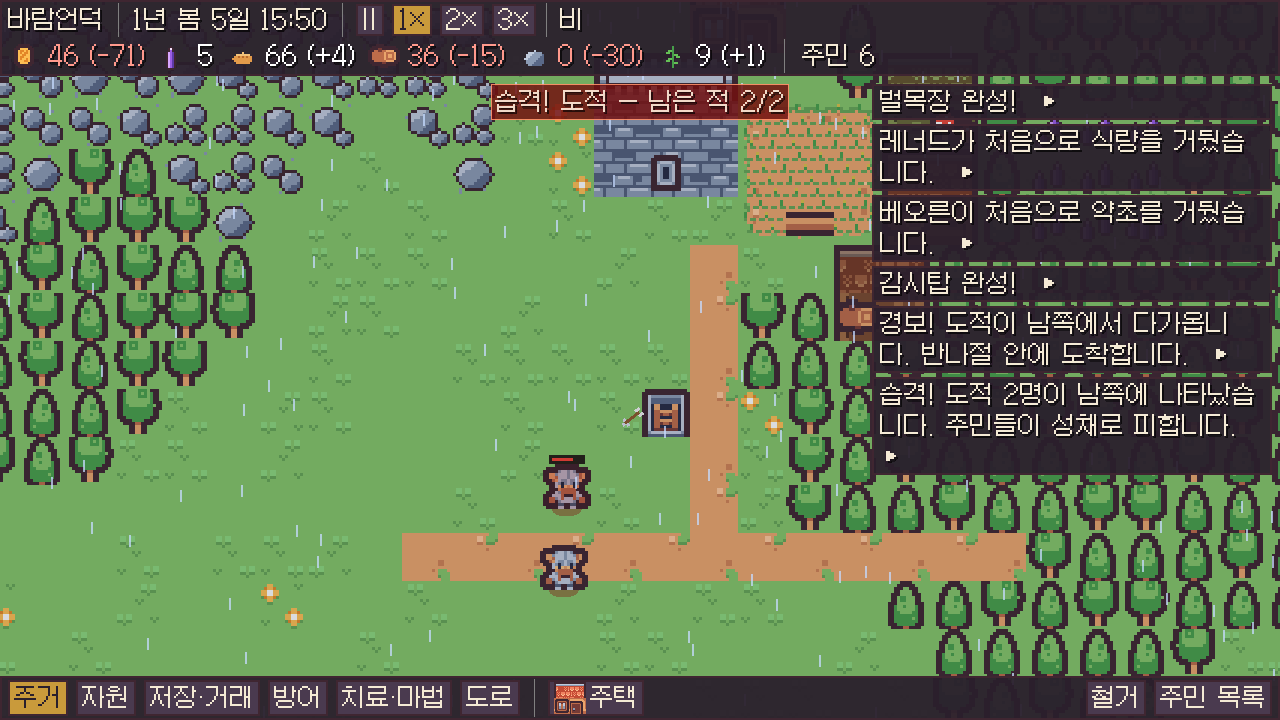 바람언덕 1년 봄 5일 15:50 || 1× 2× 3× 비
46 (-71) 5 66 (+4) 36 (-15) 0 (-30) 9 (+1) 주민 6
습격! 도적 – 남은 적 2/2
벌목장 완성! ▸
레너드가 처음으로 식량을 거뒀습
니다. ▸
베오른이 처음으로 약초를 거뒀습
니다. ▸
감시탑 완성! ▸
경보! 도적이 남쪽에서 다가옵니
다. 반나절 안에 도착합니다. ▸
습격! 도적 2명이 남쪽에 나타났습
니다. 주민들이 성채로 피합니다.
▸
주거 자원 저장·거래 방어 치료·마법 도로 주택 철거 주민 목록